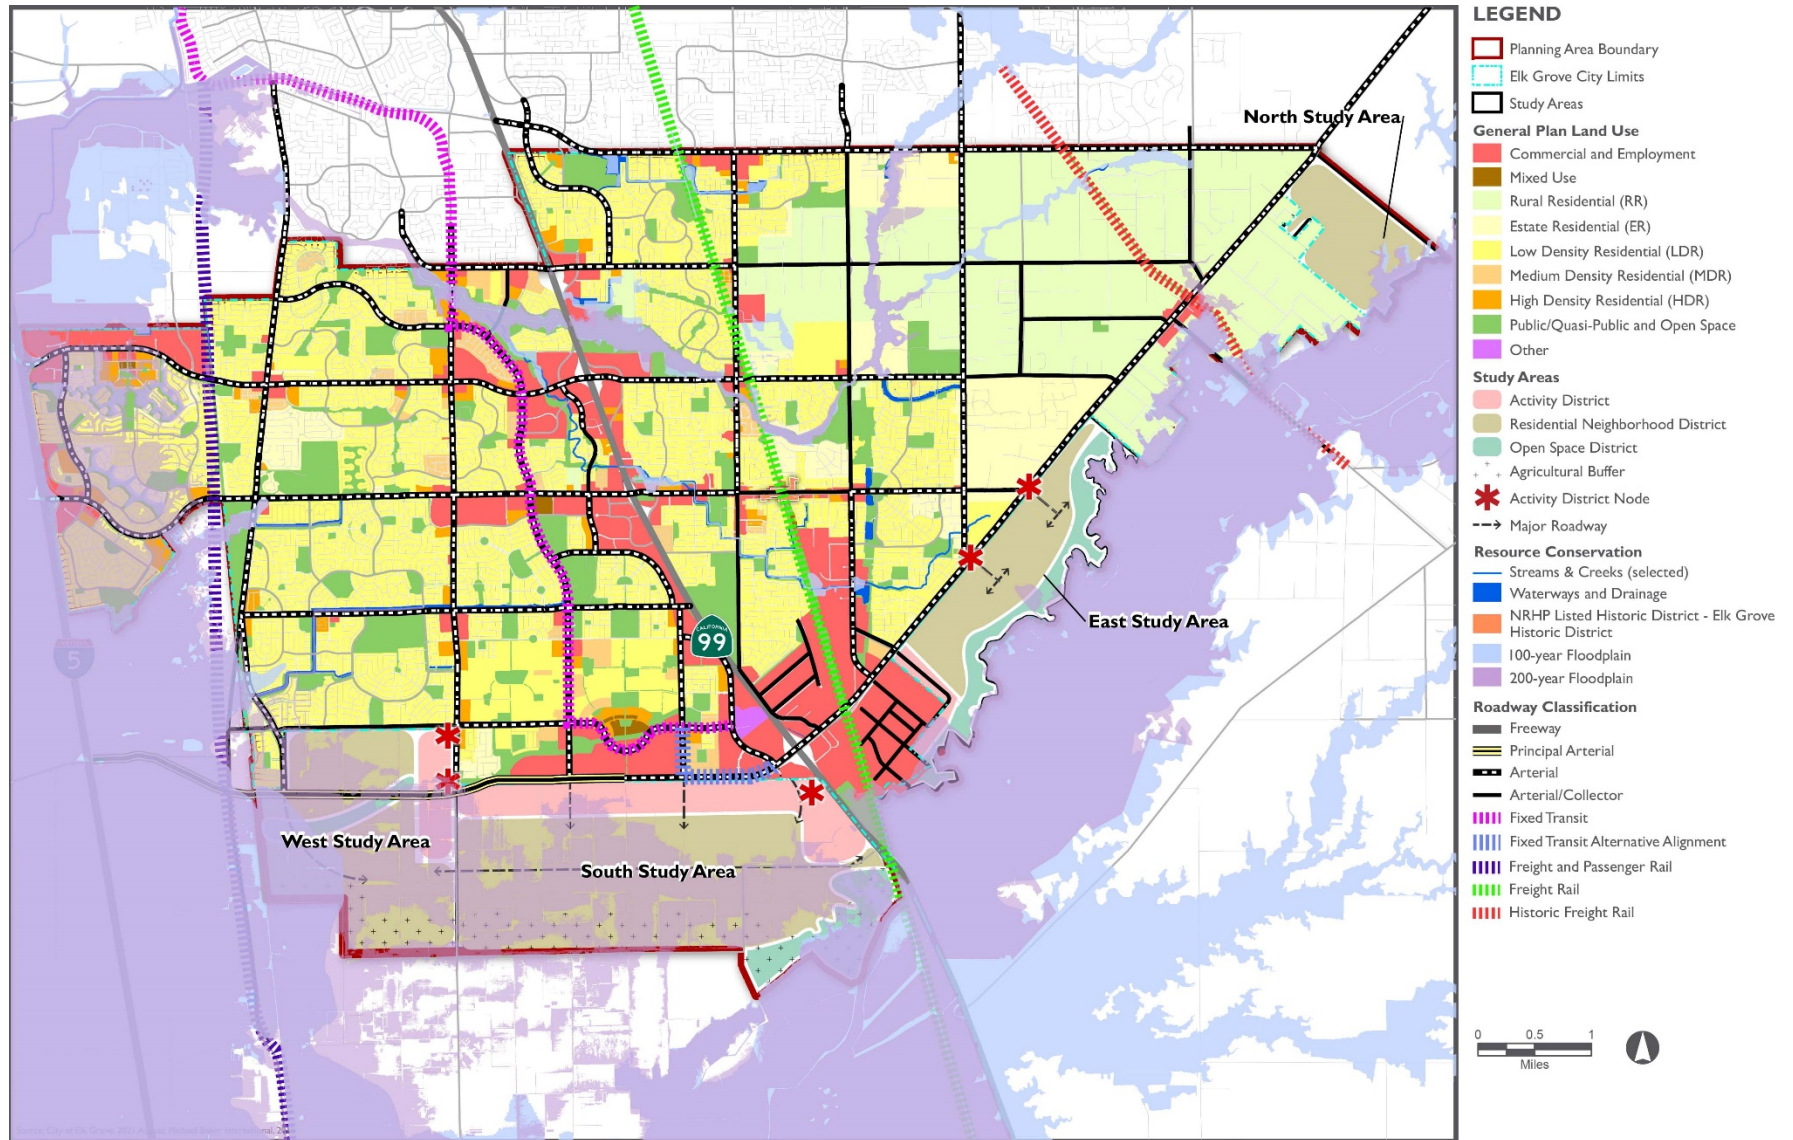 LEGEND
Planning Area Boundary
Elk Grove City Limits
Study Areas
General Plan Land Use
Commercial and Employment
Mixed Use
Rural Residential (RR)
Estate Residential (ER)
Low Density Residential (LDR)
Medium Density Residential (MDR)
High Density Residential (HDR)
Public/Quasi-Public and Open Space
Other
Study Areas
Activity District
Residential Neighborhood District
Open Space District
Agricultural Buffer
Activity District Node
Major Roadway
Resource Conservation
Streams & Creeks (selected)
Waterways and Drainage
NRHP Listed Historic District - Elk Grove
Historic District
100-year Floodplain
200-year Floodplain
Roadway Classification
Freeway
Principal Arterial
Arterial
Arterial/Collector
Fixed Transit
Fixed Transit Alternative Alignment
Freight and Passenger Rail
Freight Rail
Historic Freight Rail
0 0.5 1
Miles
North Study Area
East Study Area
CALIFORNIA
99
5
West Study Area
South Study Area